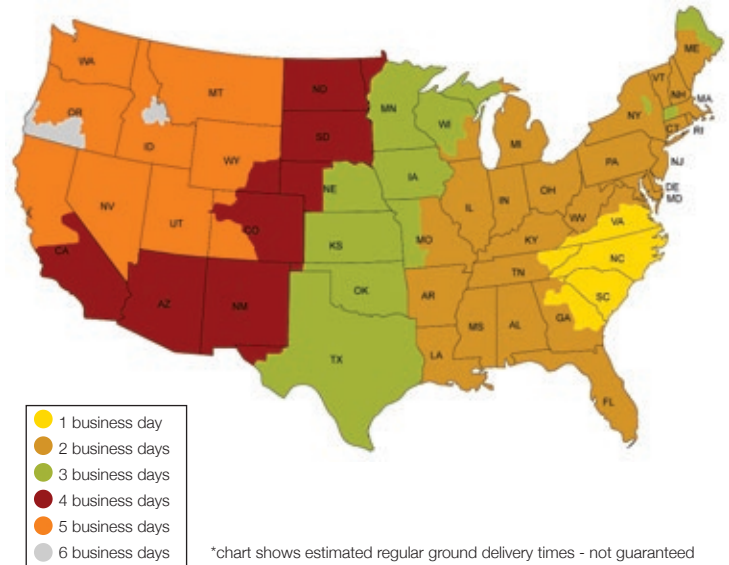 WA
OR
CA
ID
NV
MT
WY
UT
AZ
CO
NM
ND
SD
NE
KS
OK
TX
MN
IA
MO
AR
LA
WI
IL
MS
MI
IN
KY
TN
AL
OH
WV
GA
FL
ME
VT
NH
MA
NY
CT
RI
PA
NJ
DE
MD
VA
NC
SC
1 business day
2 business days
3 business days
4 business days
5 business days
6 business days
*chart shows estimated regular ground delivery times - not guaranteed